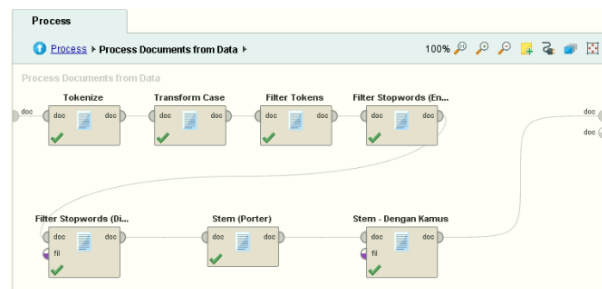 Process
Process ▸ Process Documents from Data ▸
100%
Process Documents from Data
Tokenize Transform Case Filter Tokens Filter Stopwords (En...
doc doc doc doc doc doc doc doc doc doc
doc
Filter Stopwords (Di... Stem (Porter) Stem - Dengan Kamus
doc doc doc doc doc doc
fil fil